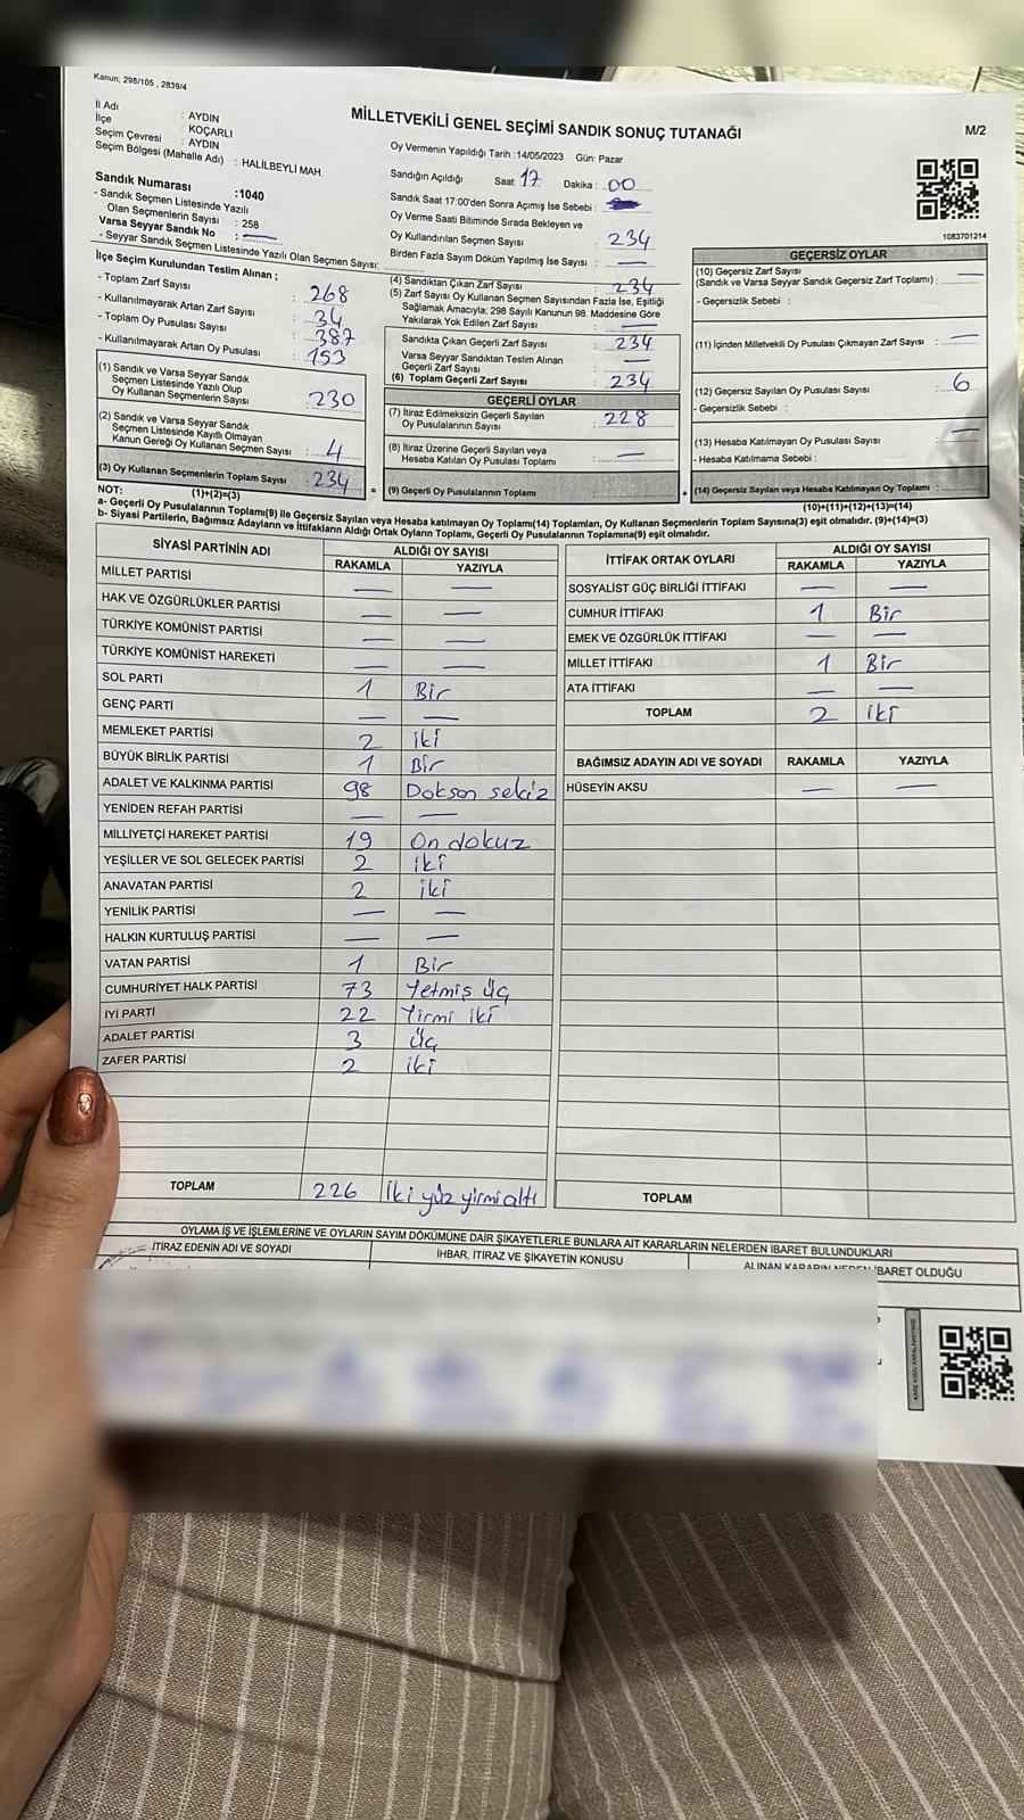 Kanun; 298/105 , 2839/4
MİLLETVEKİLİ GENEL SEÇİMİ SANDIK SONUÇ TUTANAĞI
M/2
İl Adı : AYDIN
İlçe : KOÇARLI
Seçim Çevresi : AYDIN
Seçim Bölgesi (Mahalle Adı) : HALİLBEYLİ MAH.
Sandık Numarası :1040
- Sandık Seçmen Listesinde Yazılı
Olan Seçmenlerin Sayısı : 258
Varsa Seyyar Sandık No : —
- Seyyar Sandık Seçmen Listesinde Yazılı Olan Seçmen Sayısı:
İlçe Seçim Kurulundan Teslim Alınan ;
- Toplam Zarf Sayısı : 268
- Kullanılmayarak Artan Zarf Sayısı : 34
- Toplam Oy Pusulası Sayısı : 387
- Kullanılmayarak Artan Oy Pusulası : 153
(1) Sandık ve Varsa Seyyar Sandık
Seçmen Listesinde Yazılı Olup
Oy Kullanan Seçmenlerin Sayısı : 230
(2) Sandık ve Varsa Seyyar Sandık
Seçmen Listesinde Kayıtlı Olmayan
Kanun Gereği Oy Kullanan Seçmen Sayısı : 4
(3) Oy Kullanan Seçmenlerin Toplam Sayısı : 234
Oy Vermenin Yapıldığı Tarih :14/05/2023 Gün: Pazar
Sandığın Açıldığı Saat : 17 Dakika : 00
Sandık Saat 17:00'den Sonra Açımış İse Sebebi :
Oy Verme Saati Bitiminde Sırada Bekleyen ve
Oy Kullandırılan Seçmen Sayısı : 234
Birden Fazla Sayım Döküm Yapılmış İse Sayısı : —
(4) Sandıktan Çıkan Zarf Sayısı : 234
(5) Zarf Sayısı Oy Kullanan Seçmen Sayısından Fazla İse, Eşitliği
Sağlamak Amacıyla; 298 Sayılı Kanunun 98. Maddesine Göre
Yakılarak Yok Edilen Zarf Sayısı : —
Sandıkta Çıkan Geçerli Zarf Sayısı : 234
Varsa Seyyar Sandıktan Teslim Alınan
Geçerli Zarf Sayısı : —
(6) Toplam Geçerli Zarf Sayısı : 234
GEÇERLİ OYLAR
(7) İtiraz Edilmeksizin Geçerli Sayılan
Oy Pusulalarının Sayısı : 228
(8) İtiraz Üzerine Geçerli Sayılan veya
Hesaba Katılan Oy Pusulası Toplamı : —
(9) Geçerli Oy Pusulalarının Toplamı
1083701214
GEÇERSİZ OYLAR
(10) Geçersiz Zarf Sayısı
(Sandık ve Varsa Seyyar Sandık Geçersiz Zarf Toplamı) : —
- Geçersizlik Sebebi :
(11) İçinden Milletvekili Oy Pusulası Çıkmayan Zarf Sayısı : —
(12) Geçersiz Sayılan Oy Pusulası Sayısı : 6
- Geçersizlik Sebebi :
(13) Hesaba Katılmayan Oy Pusulası Sayısı : —
- Hesaba Katılmama Sebebi :
(14) Geçersiz Sayılan veya Hesaba Katılmayan Oy Toplamı :
NOT: (1)+(2)=(3) (10)+(11)+(12)+(13)=(14)
a- Geçerli Oy Pusulalarının Toplamı(9) ile Geçersiz Sayılan veya Hesaba katılmayan Oy Toplamı(14) Toplamları, Oy Kullanan Seçmenlerin Toplam Sayısına(3) eşit olmalıdır. (9)+(14)=(3)
b- Siyasi Partilerin, Bağımsız Adayların ve İttifakların Aldığı Ortak Oyların Toplamı, Geçerli Oy Pusulalarının Toplamına(9) eşit olmalıdır.
SİYASİ PARTİNİN ADI ALDIĞI OY SAYISI
RAKAMLA YAZIYLA
MİLLET PARTİSİ — —
HAK VE ÖZGÜRLÜKLER PARTİSİ — —
TÜRKİYE KOMÜNİST PARTİSİ — —
TÜRKİYE KOMÜNİST HAREKETİ — —
SOL PARTİ 1 Bir
GENÇ PARTİ — —
MEMLEKET PARTİSİ 2 iki
BÜYÜK BİRLİK PARTİSİ 1 Bir
ADALET VE KALKINMA PARTİSİ 98 Doksan sekiz
YENİDEN REFAH PARTİSİ — —
MİLLİYETÇİ HAREKET PARTİSİ 19 On dokuz
YEŞİLLER VE SOL GELECEK PARTİSİ 2 iki
ANAVATAN PARTİSİ 2 iki
YENİLİK PARTİSİ — —
HALKIN KURTULUŞ PARTİSİ — —
VATAN PARTİSİ 1 Bir
CUMHURİYET HALK PARTİSİ 73 Yetmiş üç
İYİ PARTİ 22 Yirmi iki
ADALET PARTİSİ 3 üç
ZAFER PARTİSİ 2 iki
TOPLAM 226 İki yüz yirmi altı
İTTİFAK ORTAK OYLARI ALDIĞI OY SAYISI
RAKAMLA YAZIYLA
SOSYALİST GÜÇ BİRLİĞİ İTTİFAKI — —
CUMHUR İTTİFAKI 1 Bir
EMEK VE ÖZGÜRLÜK İTTİFAKI — —
MİLLET İTTİFAKI 1 Bir
ATA İTTİFAKI — —
TOPLAM 2 iki
BAĞIMSIZ ADAYIN ADI VE SOYADI RAKAMLA YAZIYLA
HÜSEYİN AKSU — —
TOPLAM
OYLAMA İŞ VE İŞLEMLERİNE VE OYLARIN SAYIM DÖKÜMÜNE DAİR ŞİKAYETLERLE BUNLARA AİT KARARLARIN NELERDEN İBARET BULUNDUKLARI
İTİRAZ EDENİN ADI VE SOYADI İHBAR, İTİRAZ VE ŞİKAYETİN KONUSU ALINAN KARARIN NEDEN İBARET OLDUĞU